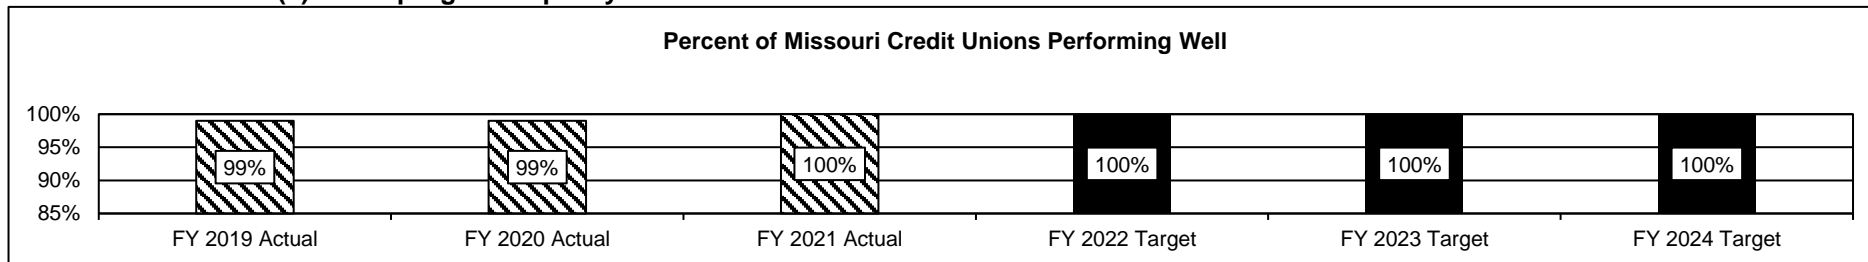 Percent of Missouri Credit Unions Performing Well
100%
95%
90%
85%
99%
99%
100%
100%
100%
100%
FY 2019 Actual
FY 2020 Actual
FY 2021 Actual
FY 2022 Target
FY 2023 Target
FY 2024 Target